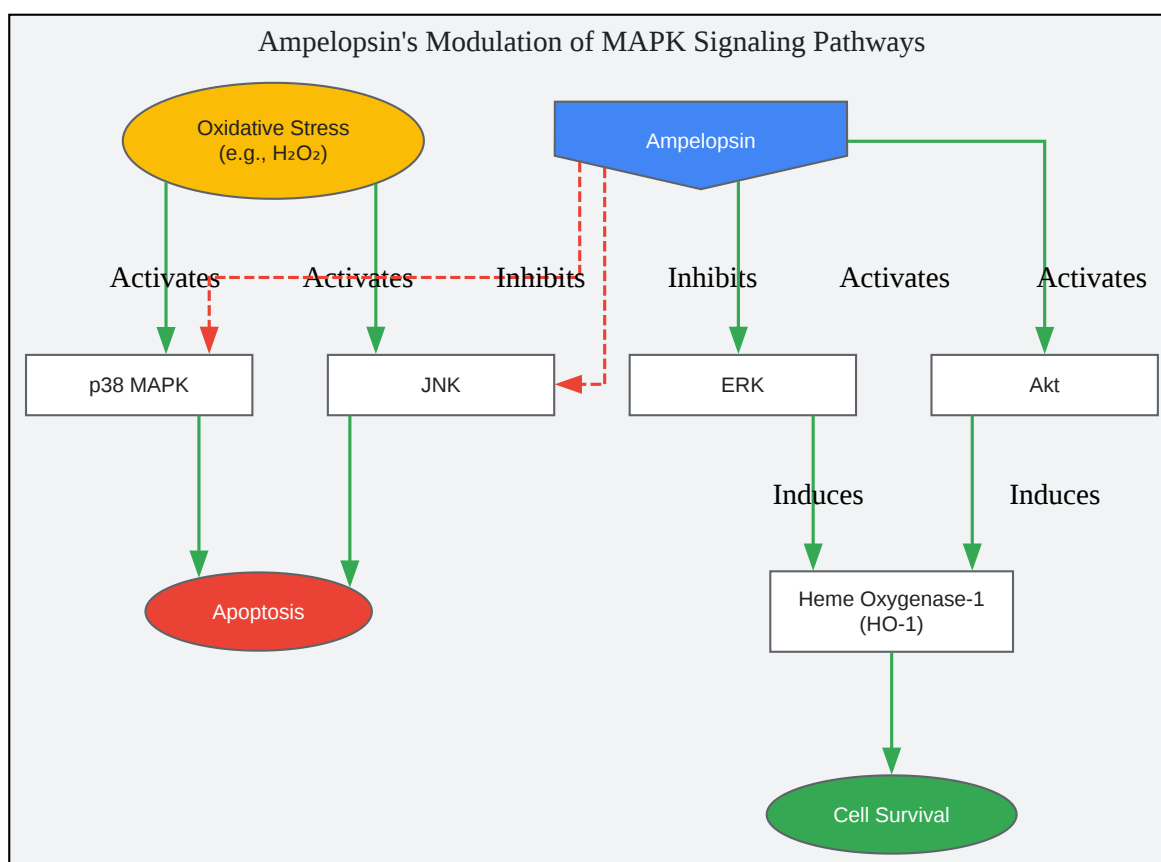 Ampelopsin's Modulation of MAPK Signaling Pathways
Oxidative Stress
(e.g., H₂O₂)
Ampelopsin
Activates
Activates
Inhibits
Inhibits
Activates
Activates
p38 MAPK
JNK
ERK
Akt
Induces
Induces
Apoptosis
Heme Oxygenase-1
(HO-1)
Cell Survival